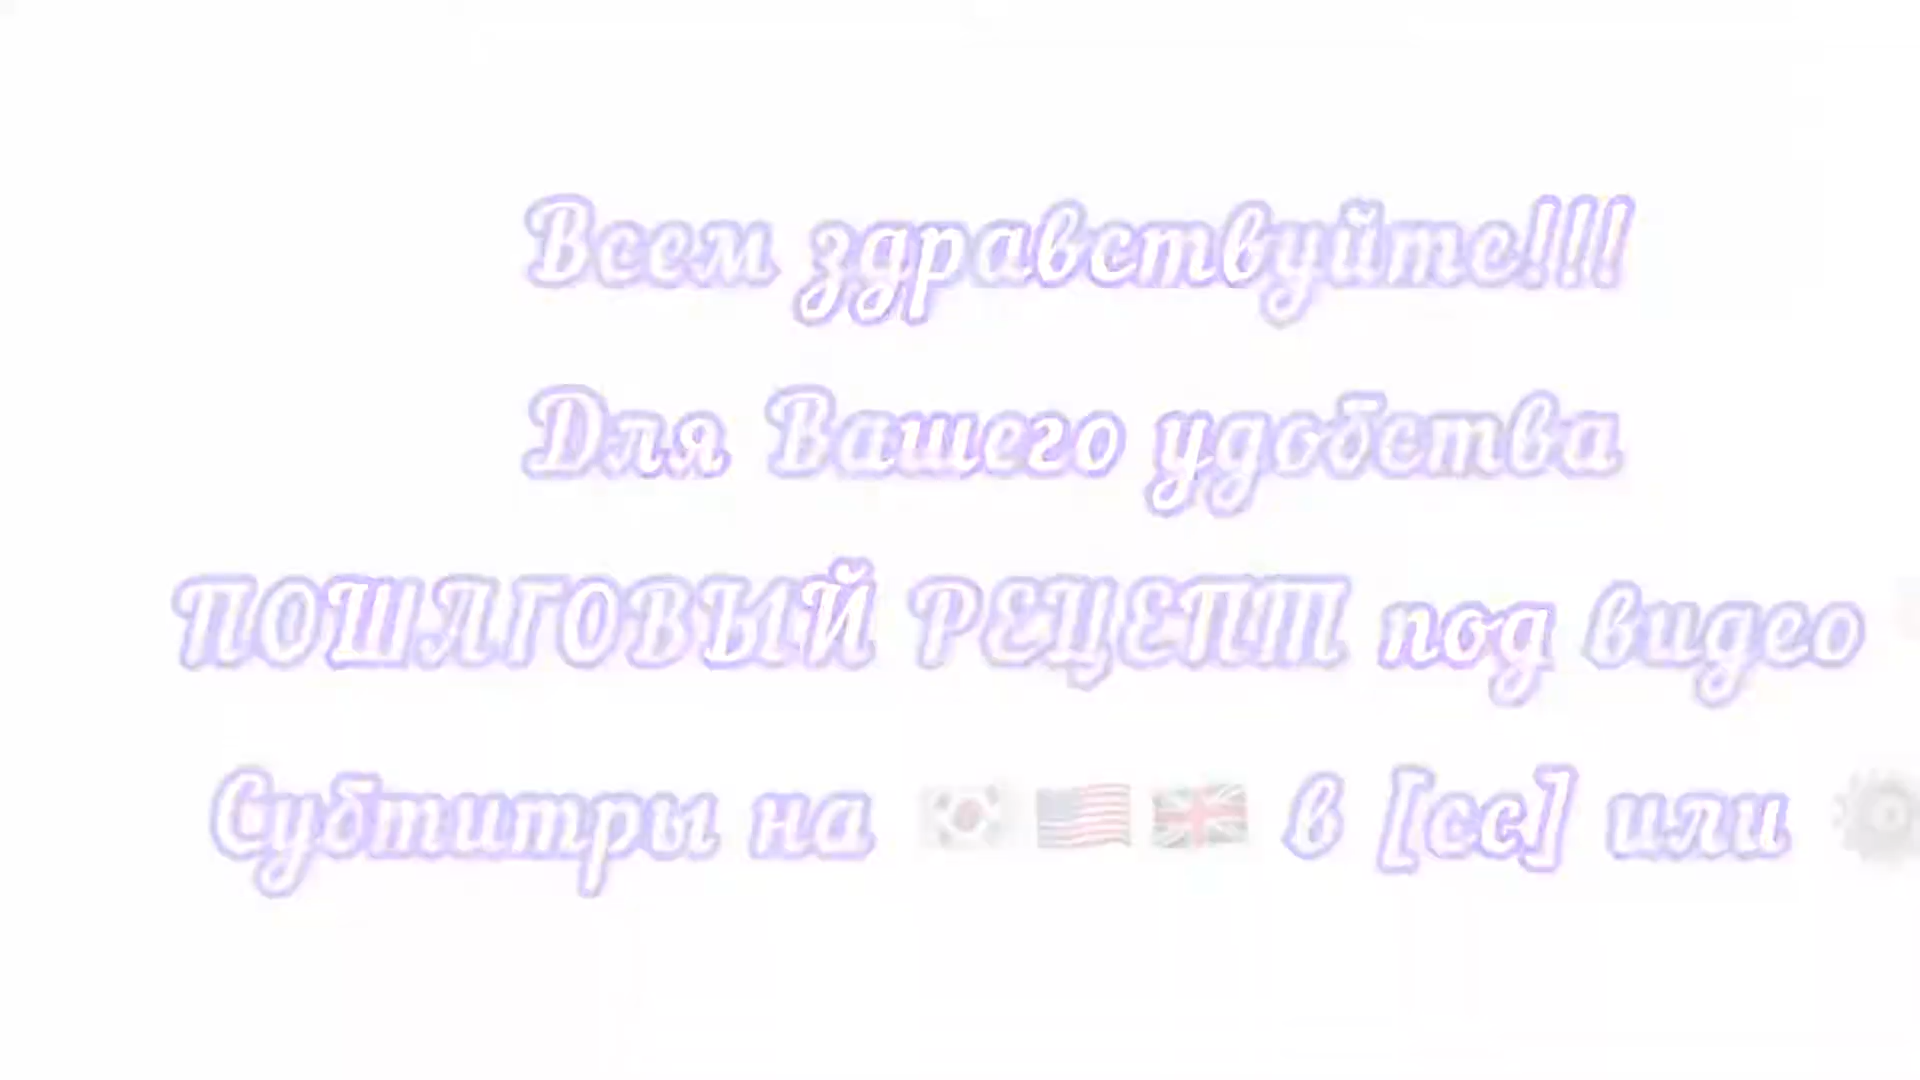 Всем здравствуйте!!!
Для Вашего удобства
ПОШАГОВЫЙ РЕЦЕПТ под видео
Субтитры на 🇰🇷 🇺🇸 🇬🇧 в [cc] или ⚙